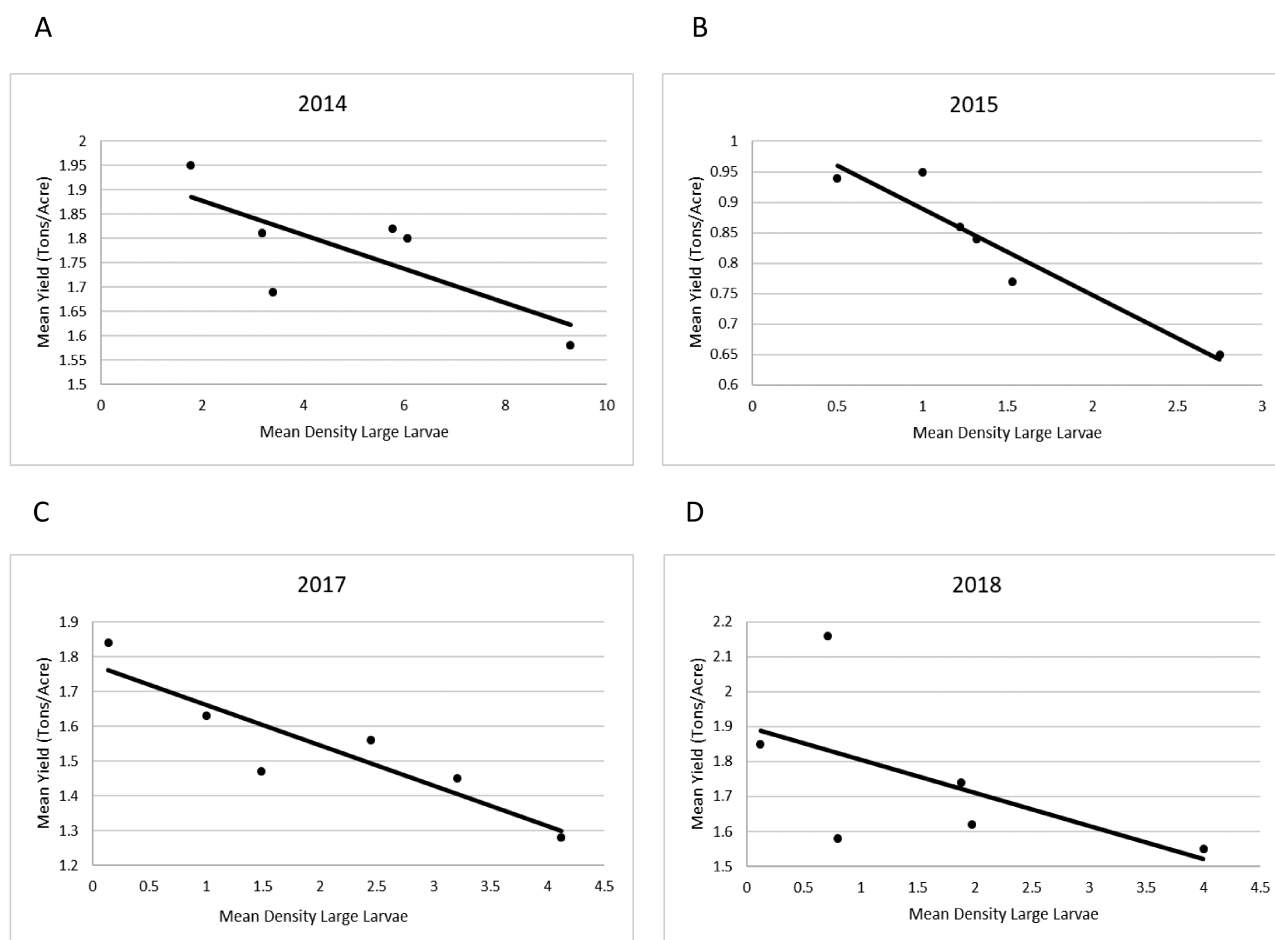 A
2014
2
1.95
1.9
1.85
1.8
1.75
1.7
1.65
1.6
1.55
1.5
Mean Yield (Tons/Acre)
0 2 4 6 8 10
Mean Density Large Larvae
B
2015
1
0.95
0.9
0.85
0.8
0.75
0.7
0.65
0.6
Mean Yield (Tons/Acre)
0 0.5 1 1.5 2 2.5 3
Mean Density Large Larvae
C
2017
1.9
1.8
1.7
1.6
1.5
1.4
1.3
1.2
Mean Yield (Tons/Acre)
0 0.5 1 1.5 2 2.5 3 3.5 4 4.5
Mean Density Large Larvae
D
2018
2.2
2.1
2
1.9
1.8
1.7
1.6
1.5
Mean Yield (Tons/Acre)
0 0.5 1 1.5 2 2.5 3 3.5 4 4.5
Mean Density Large Larvae